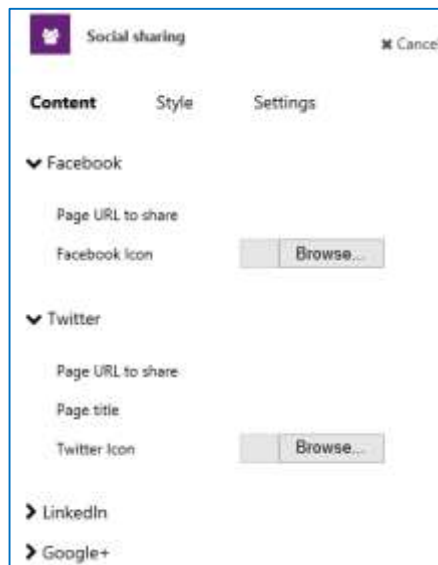 Social sharing
✖ Cancel
Content Style Settings
Facebook
Page URL to share
Facebook Icon Browse...
Twitter
Page URL to share
Page title
Twitter Icon Browse...
LinkedIn
Google+